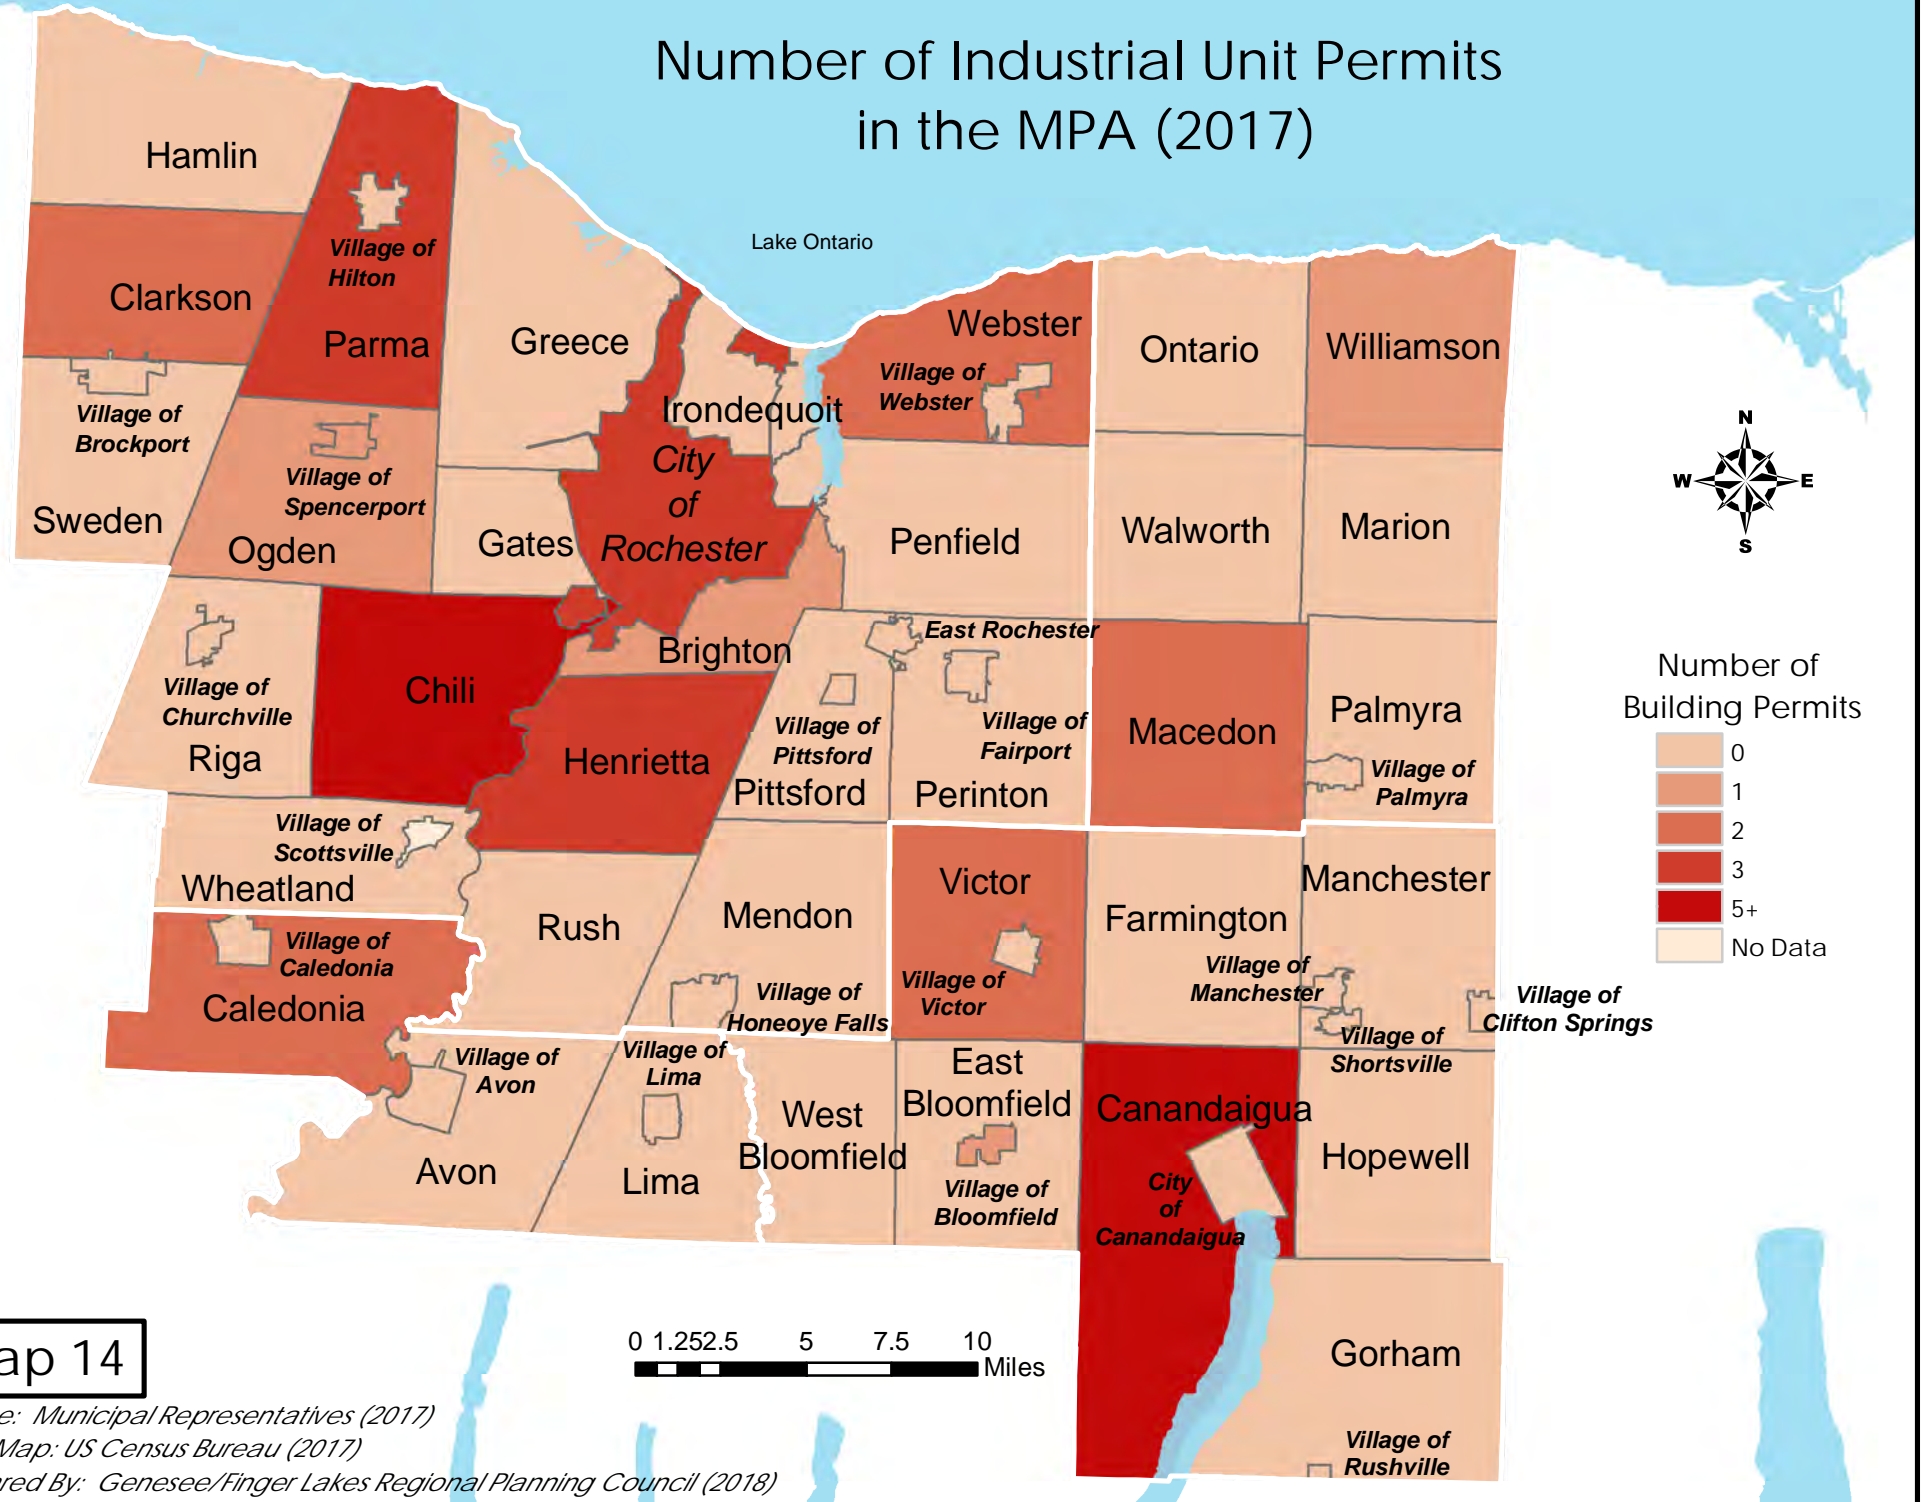 Number of Industrial Unit Permits
in the MPA (2017)
Lake Ontario
Hamlin
Village of
Hilton
Clarkson
Parma
Greece
Webster
Village of
Webster
Ontario
Williamson
Village of
Brockport
Irondequoit
City
of
Rochester
Village of
Spencerport
Sweden
Ogden
Gates
Penfield
Walworth
Marion
N
W
E
S
East Rochester
Brighton
Village of
Churchville
Riga
Chili
Henrietta
Village of
Pittsford
Pittsford
Village of
Fairport
Perinton
Macedon
Palmyra
Village of
Palmyra
Number of
Building Permits
0
1
2
3
5+
No Data
Village of
Scottsville
Wheatland
Rush
Mendon
Victor
Village of
Victor
Farmington
Manchester
Village of
Manchester
Village of
Clifton Springs
Village of
Shortsville
Village of
Caledonia
Caledonia
Village of
Honeoye Falls
Village of
Avon
Avon
Village of
Lima
Lima
West
Bloomfield
East
Bloomfield
Village of
Bloomfield
Canandaigua
City
of
Canandaigua
Hopewell
Gorham
Village of
Rushville
0 1.25 2.5 5 7.5 10
Miles
ap 14
e: Municipal Representatives (2017)
Map: US Census Bureau (2017)
red By: Genesee/Finger Lakes Regional Planning Council (2018)